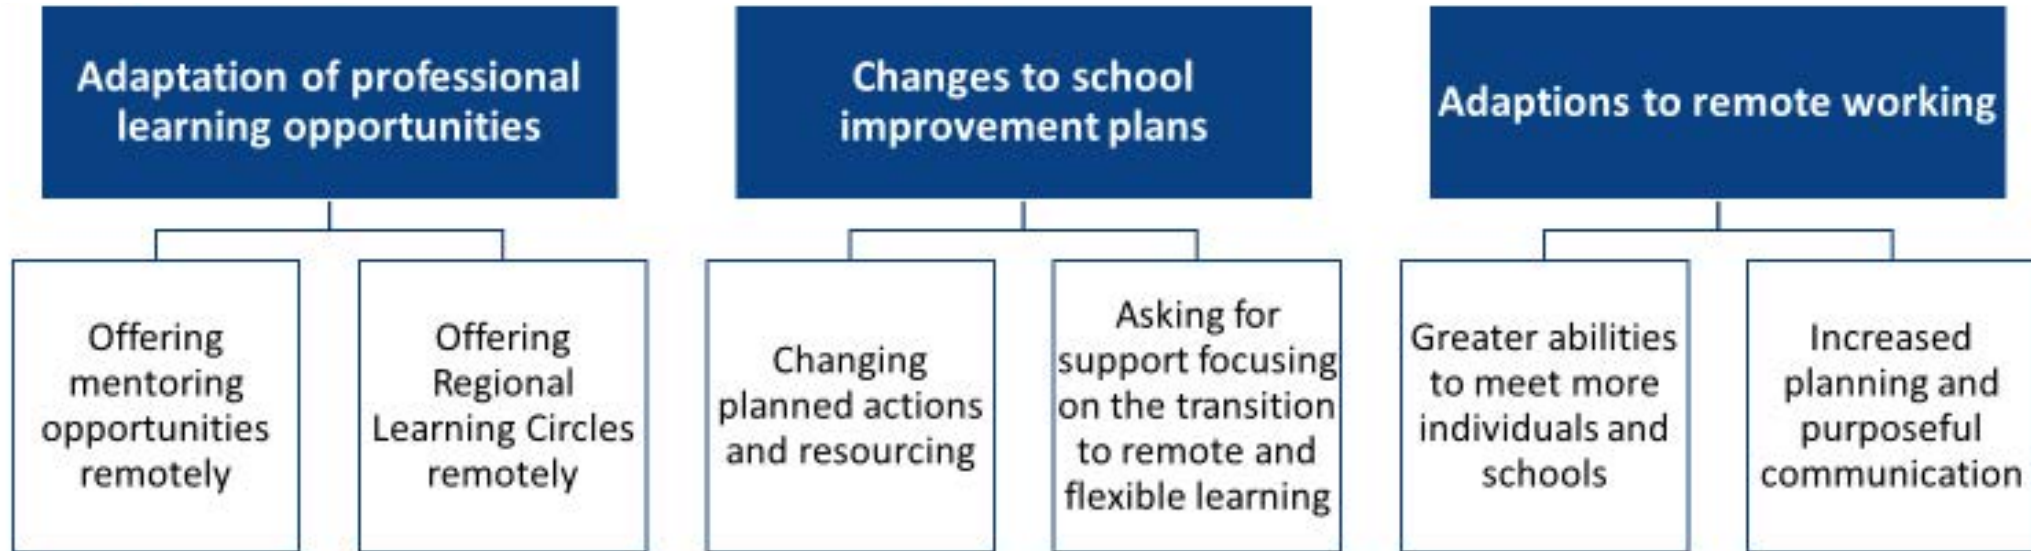 Adaptation of professional
learning opportunities
Offering
mentoring
opportunities
remotely
Offering
Regional
Learning Circles
remotely
Changes to school
improvement plans
Changing
planned actions
and resourcing
Asking for
support focusing
on the transition
to remote and
flexible learning
Adaptions to remote working
Greater abilities
to meet more
individuals and
schools
Increased
planning and
purposeful
communication